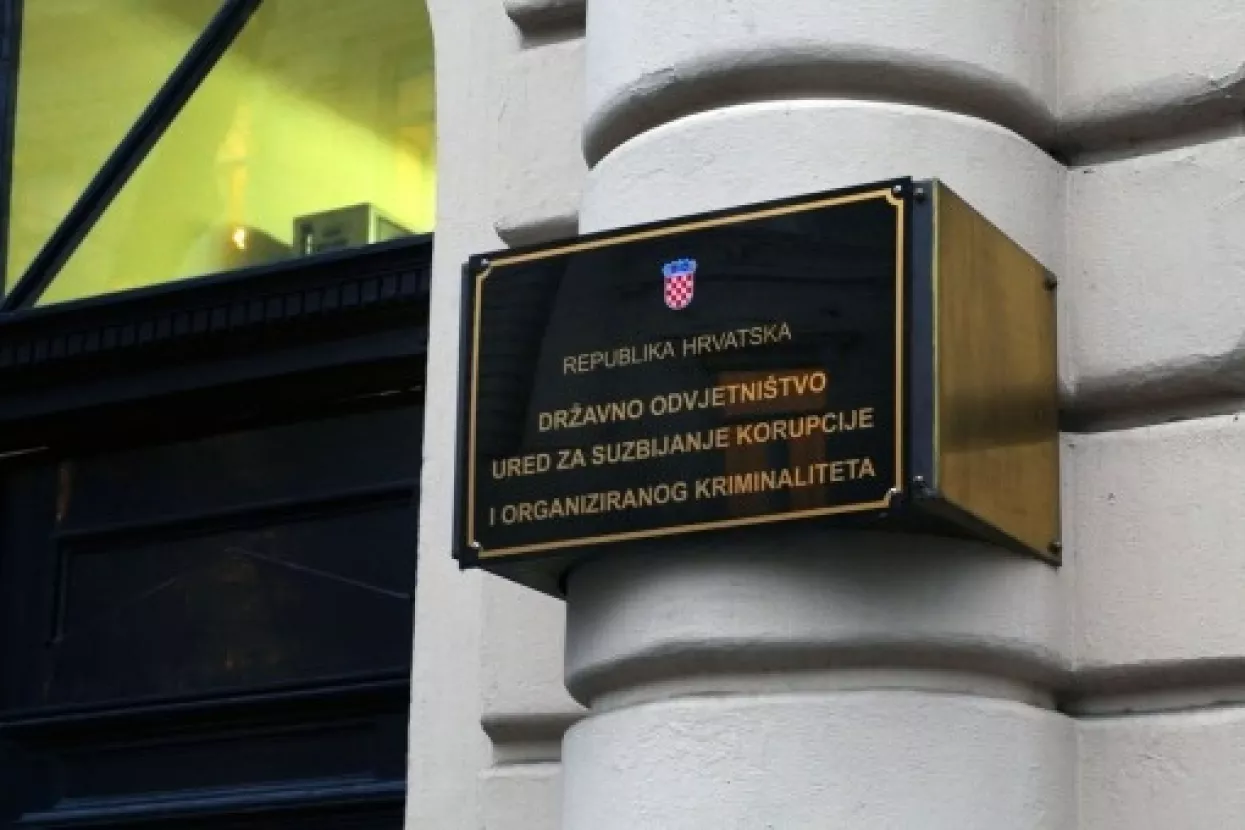 REPUBLIKA HRVATSKA
DRŽAVNO ODVJETNIŠTVO
URED ZA SUZBIJANJE KORUPCIJE
I ORGANIZIRANOG KRIMINALITETA